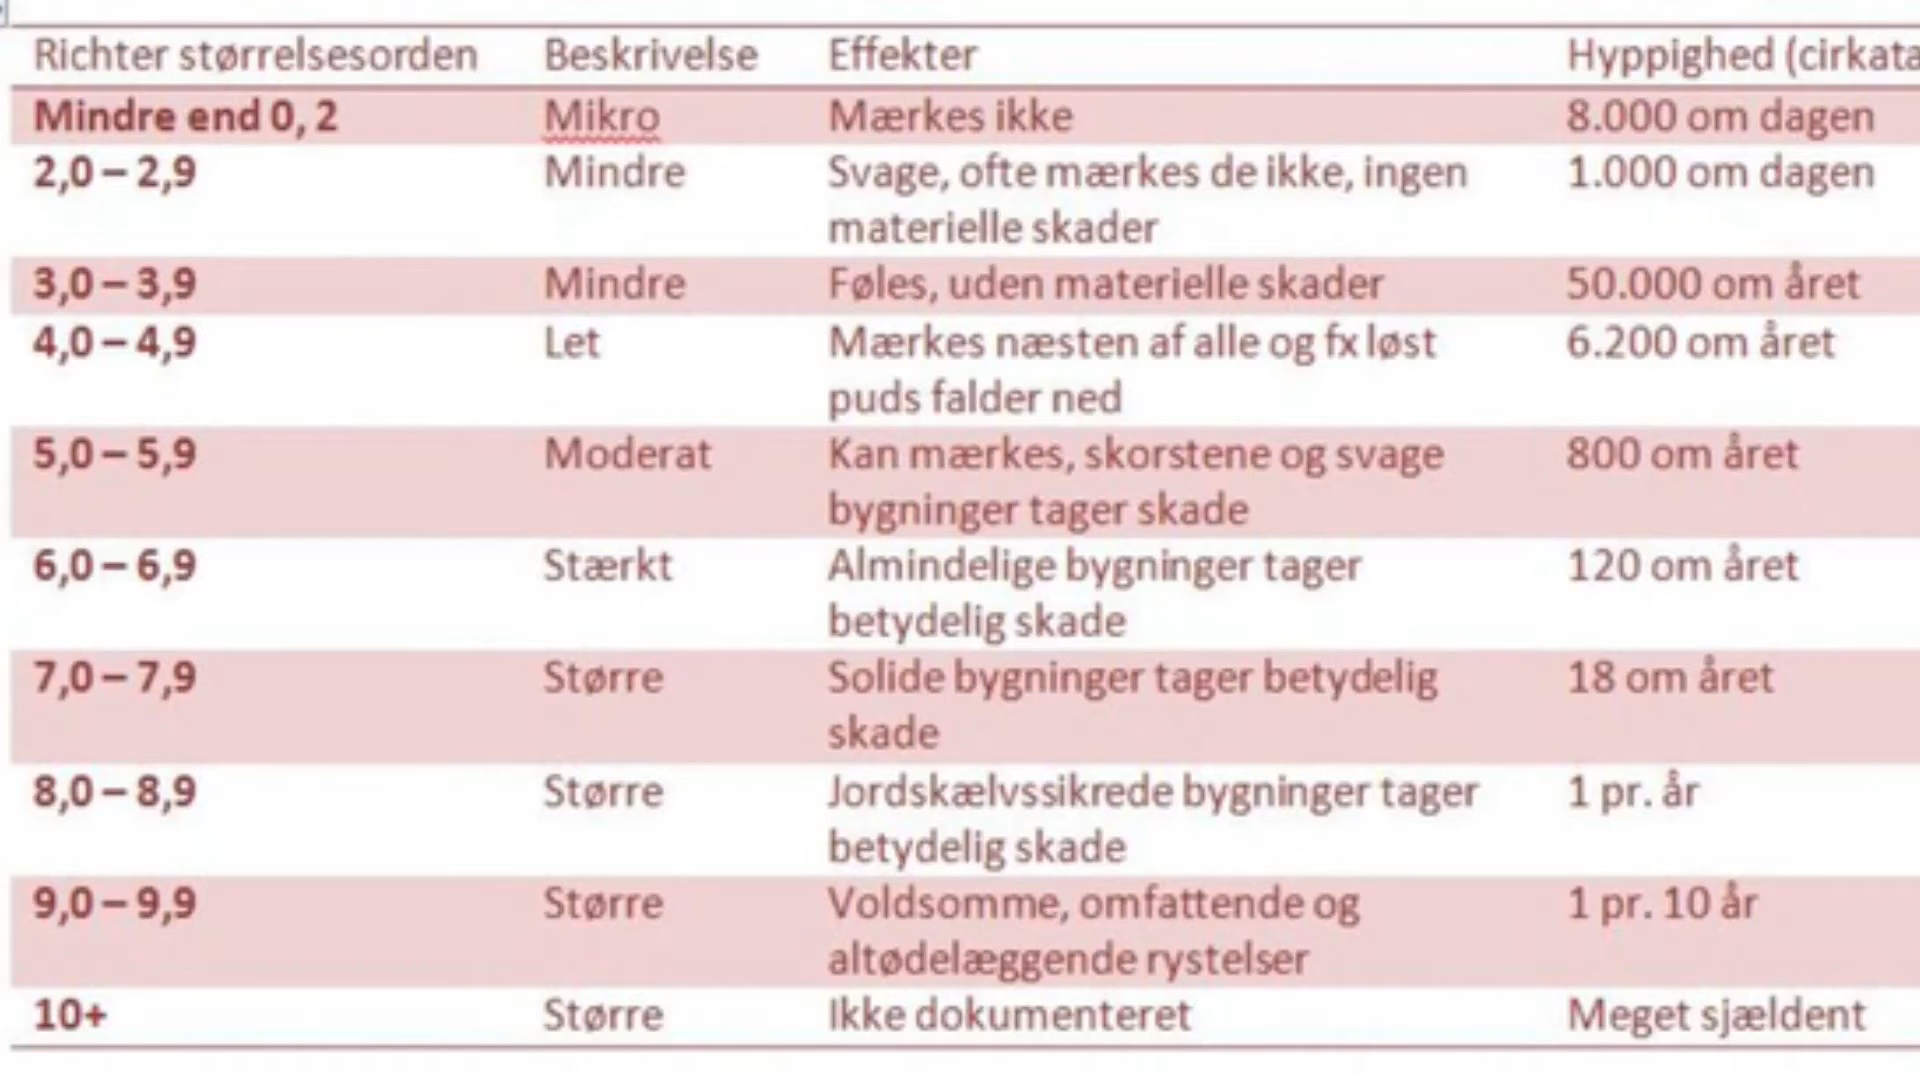 Richter størrelsesorden Beskrivelse Effekter Hyppighed (cirkata
Mindre end 0, 2 Mikro Mærkes ikke 8.000 om dagen
2,0 – 2,9 Mindre Svage, ofte mærkes de ikke, ingen 1.000 om dagen
materielle skader
3,0 – 3,9 Mindre Føles, uden materielle skader 50.000 om året
4,0 – 4,9 Let Mærkes næsten af alle og fx løst 6.200 om året
puds falder ned
5,0 – 5,9 Moderat Kan mærkes, skorstene og svage 800 om året
bygninger tager skade
6,0 – 6,9 Stærkt Almindelige bygninger tager 120 om året
betydelig skade
7,0 – 7,9 Større Solide bygninger tager betydelig 18 om året
skade
8,0 – 8,9 Større Jordskælvssikrede bygninger tager 1 pr. år
betydelig skade
9,0 – 9,9 Større Voldsomme, omfattende og 1 pr. 10 år
altødelæggende rystelser
10+ Større Ikke dokumenteret Meget sjældent